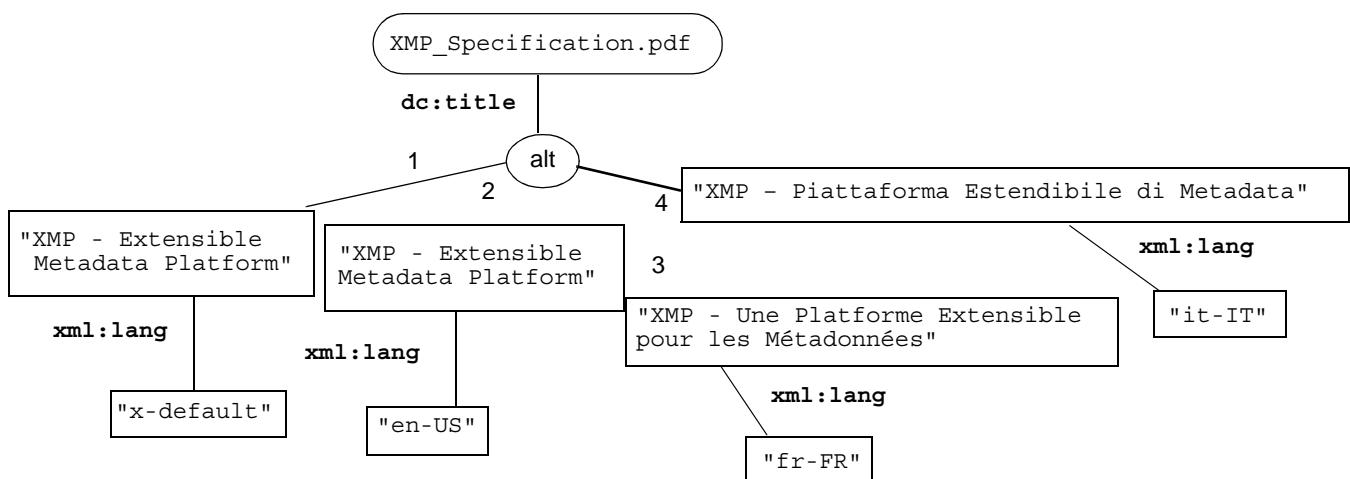 XMP_Specification.pdf
dc:title
alt
1
2
4
"XMP – Piattaforma Estendibile di Metadata"
"XMP - Extensible
Metadata Platform"
"XMP - Extensible
Metadata Platform"
3
xml:lang
"XMP - Une Platforme Extensible
pour les Métadonnées"
"it-IT"
xml:lang
xml:lang
xml:lang
"x-default"
"en-US"
"fr-FR"